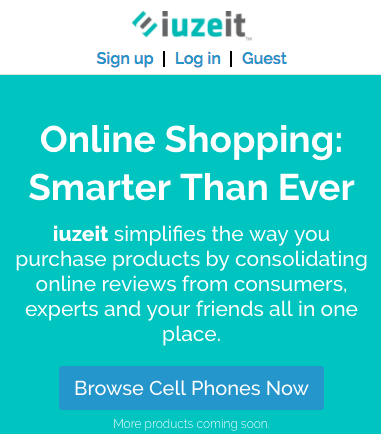 iuzeit™
Sign up | Log in | Guest
Online Shopping:
Smarter Than Ever
iuzeit simplifies the way you
purchase products by consolidating
online reviews from consumers,
experts and your friends all in one
place.
Browse Cell Phones Now
More products coming soon.